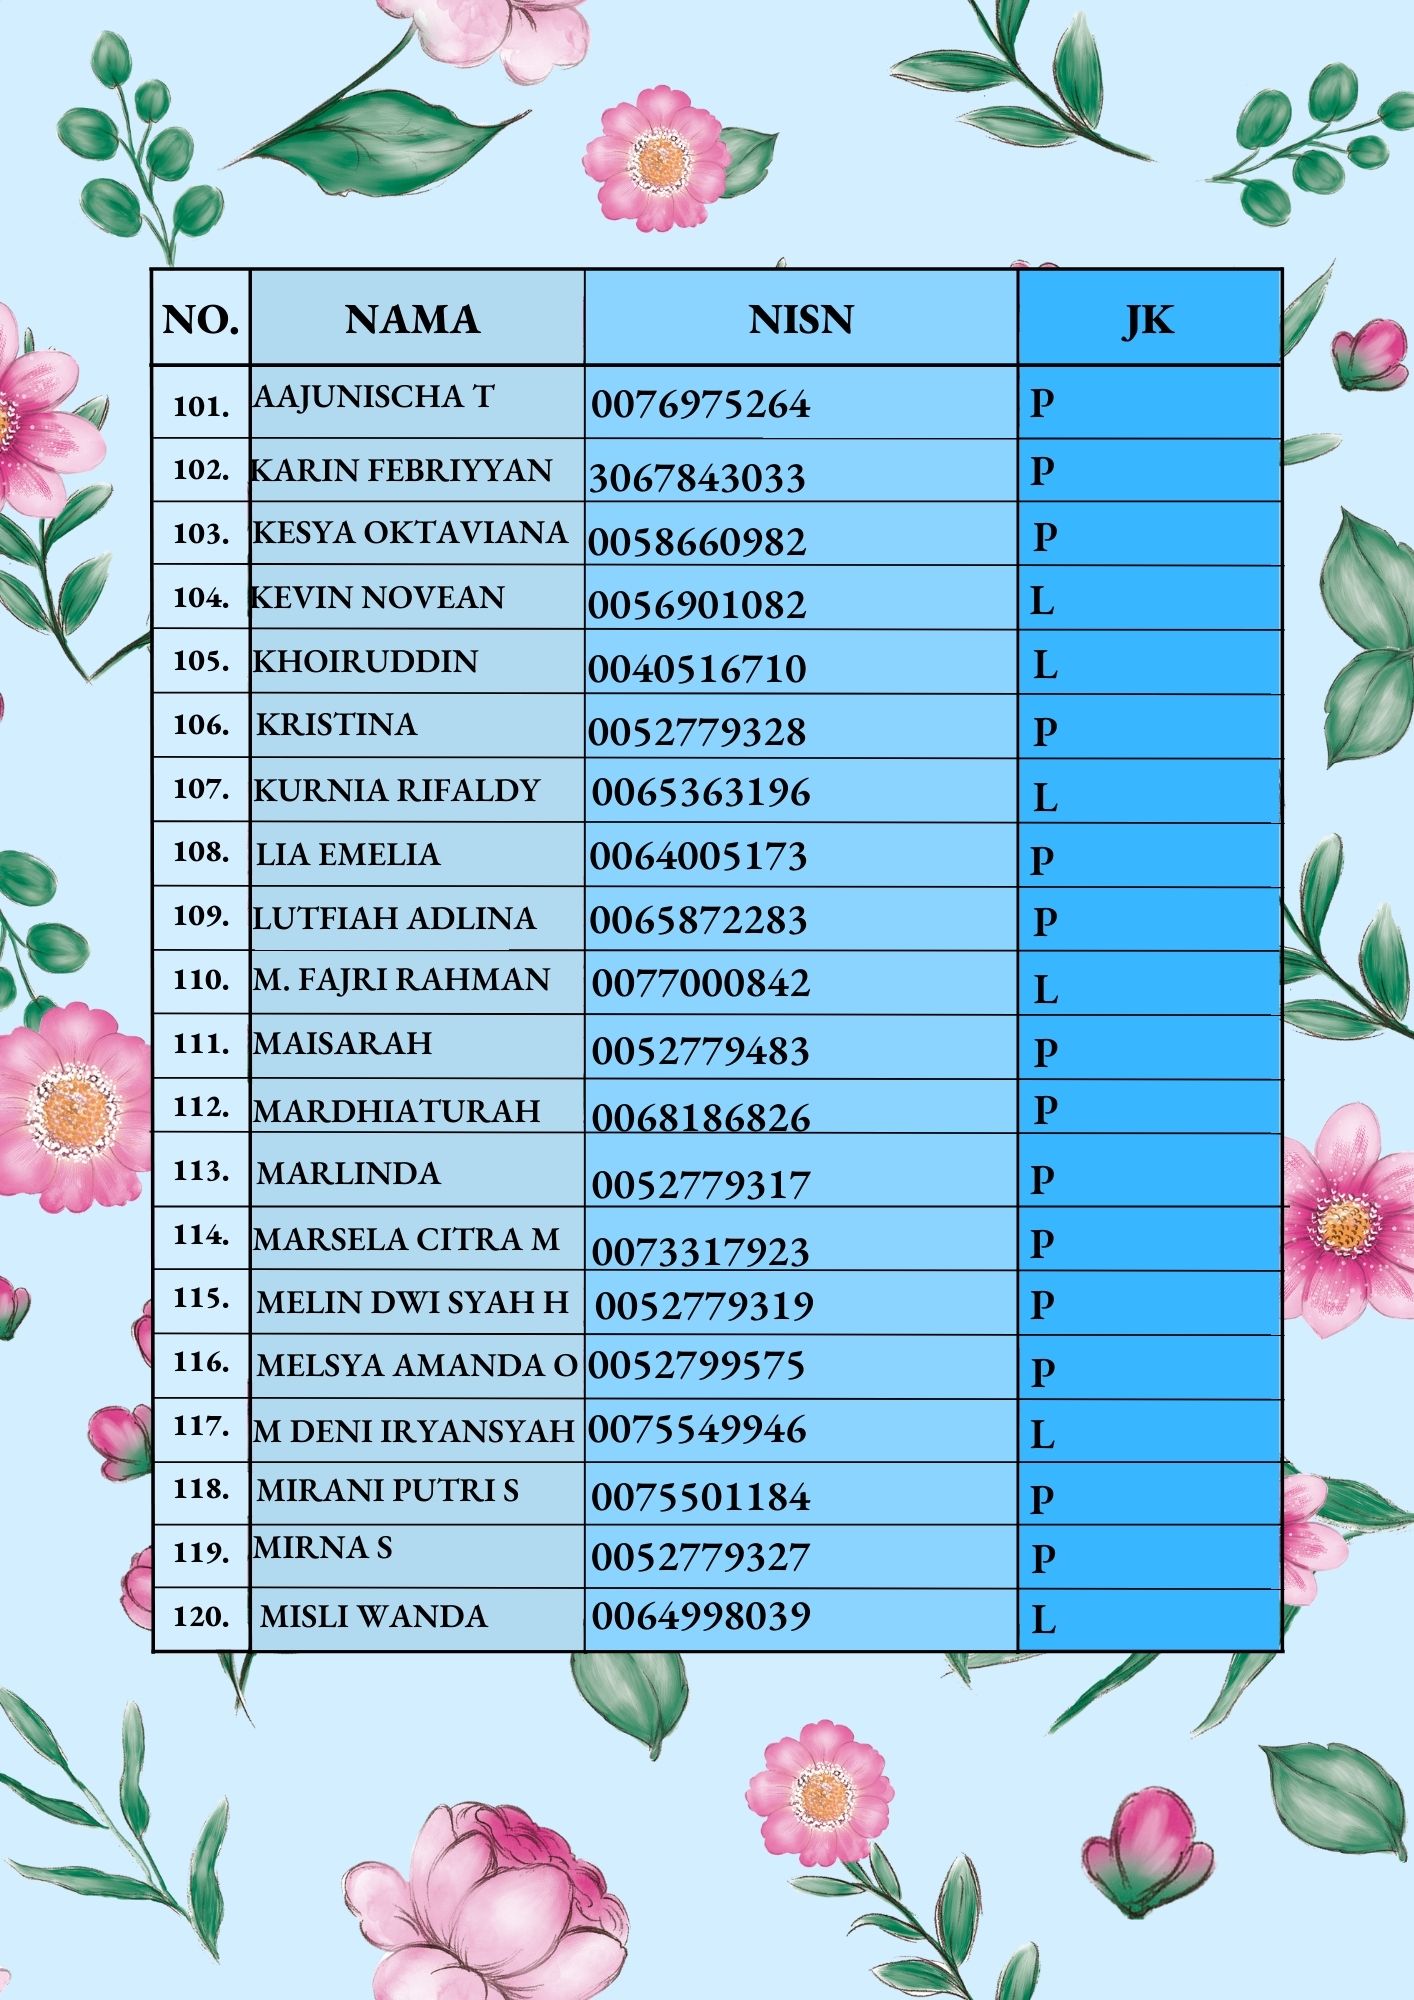 NO. NAMA NISN JK
101. AAJUNISCHA T 0076975264 P
102. KARIN FEBRIYYAN 3067843033 P
103. KESYA OKTAVIANA 0058660982 P
104. KEVIN NOVEAN 0056901082 L
105. KHOIRUDDIN 0040516710 L
106. KRISTINA 0052779328 P
107. KURNIA RIFALDY 0065363196 L
108. LIA EMELIA 0064005173 P
109. LUTFIAH ADLINA 0065872283 P
110. M. FAJRI RAHMAN 0077000842 L
111. MAISARAH 0052779483 P
112. MARDHIATURAH 0068186826 P
113. MARLINDA 0052779317 P
114. MARSELA CITRA M 0073317923 P
115. MELIN DWI SYAH H 0052779319 P
116. MELSYA AMANDA O 0052799575 P
117. M DENI IRYANSYAH 0075549946 L
118. MIRANI PUTRI S 0075501184 P
119. MIRNA S 0052779327 P
120. MISLI WANDA 0064998039 L